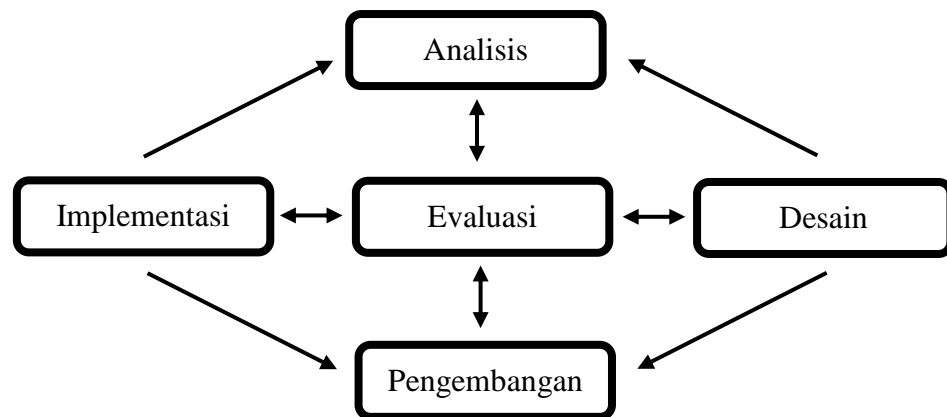 Analisis
Implementasi
Evaluasi
Desain
Pengembangan